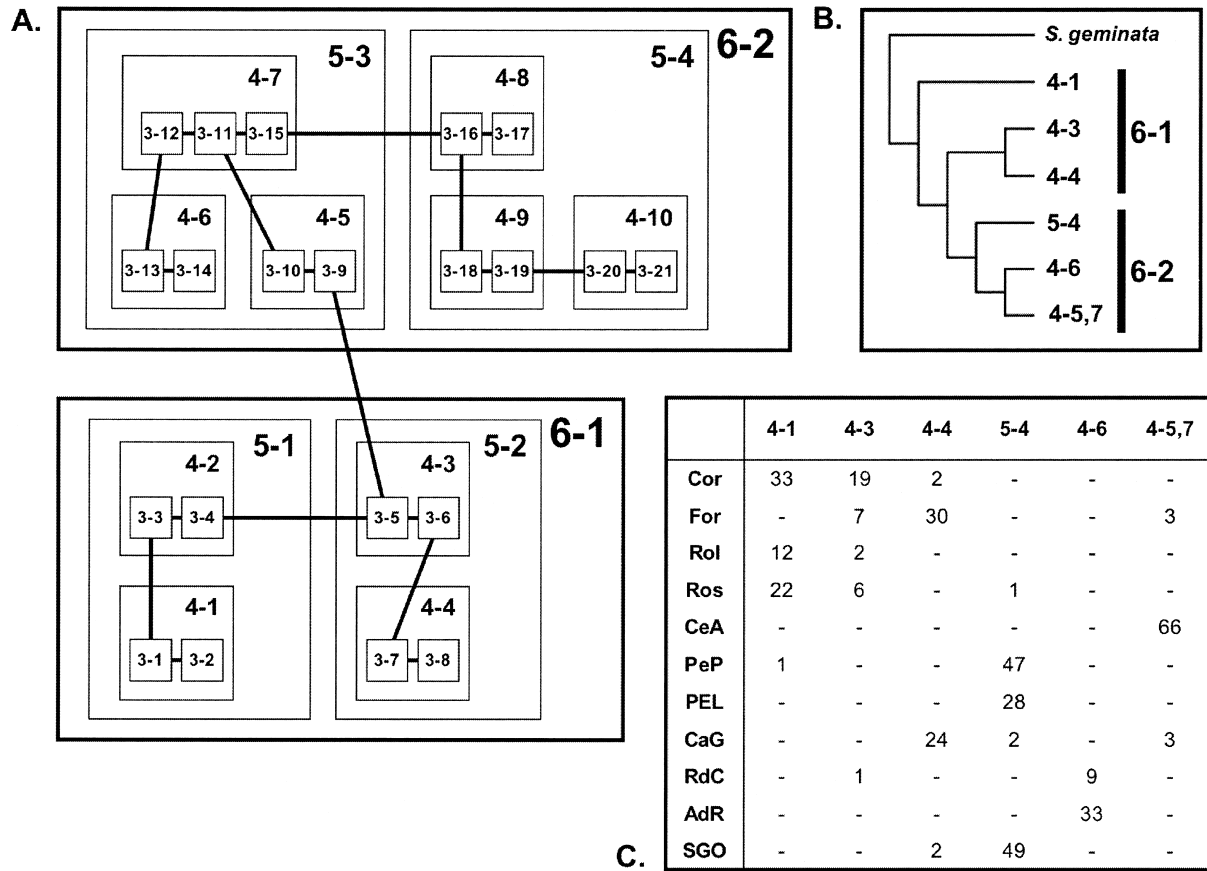 A.
5-3
5-4
6-2
4-7
4-8
3-12 3-11 3-15
3-16 3-17
4-6
4-5
4-9
4-10
3-13 3-14
3-10 3-9
3-18 3-19
3-20 3-21
5-1
5-2
6-1
4-2
4-3
3-3 3-4
3-5 3-6
4-1
4-4
3-1 3-2
3-7 3-8
B.
S. geminata
4-1
4-3
4-4
6-1
5-4
4-6
4-5,7
6-2
C.
4-1 4-3 4-4 5-4 4-6 4-5,7
Cor 33 19 2 - - -
For - 7 30 - - 3
Rol 12 2 - - - -
Ros 22 6 - 1 - -
CeA - - - - - 66
PeP 1 - - 47 - -
PEL - - - 28 - -
CaG - - 24 2 - 3
RdC - 1 - - 9 -
AdR - - - - 33 -
SGO - - 2 49 - -